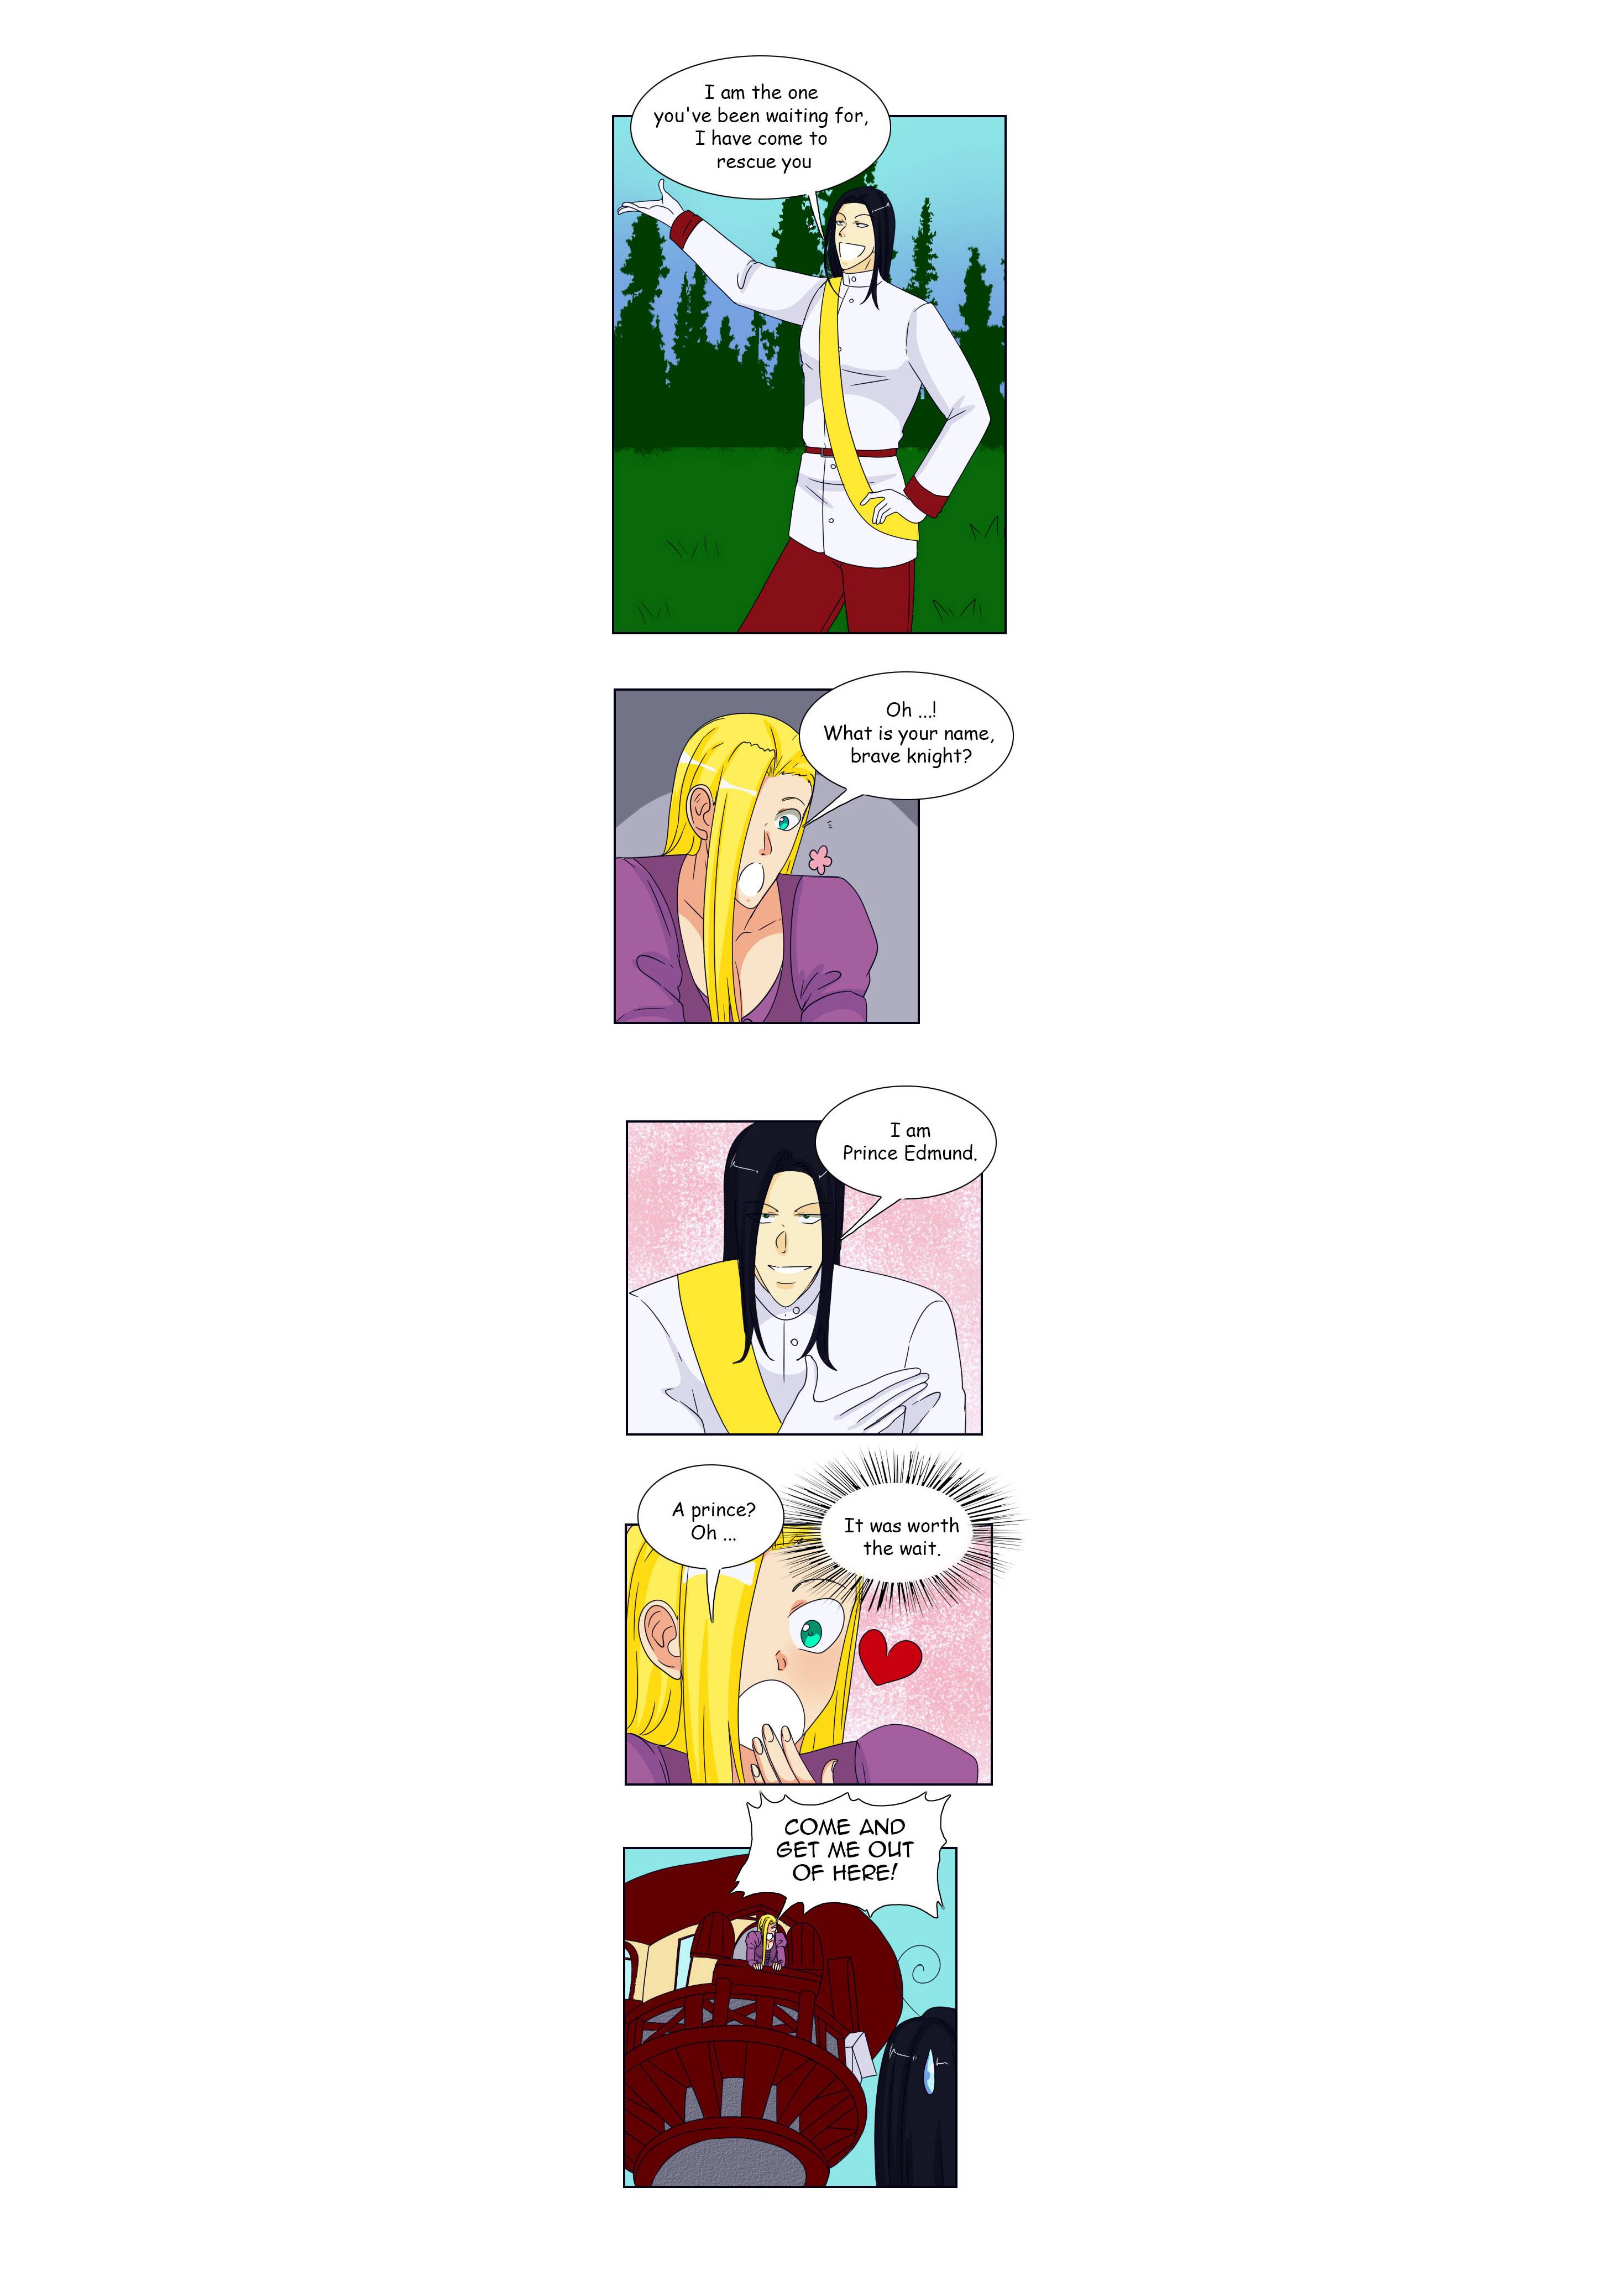 I am the one
you've been waiting for,
I have come to
rescue you
Oh ...!
What is your name,
brave knight?
I am
Prince Edmund.
A prince?
Oh ...
It was worth
the wait.
COME AND
GET ME OUT
OF HERE!